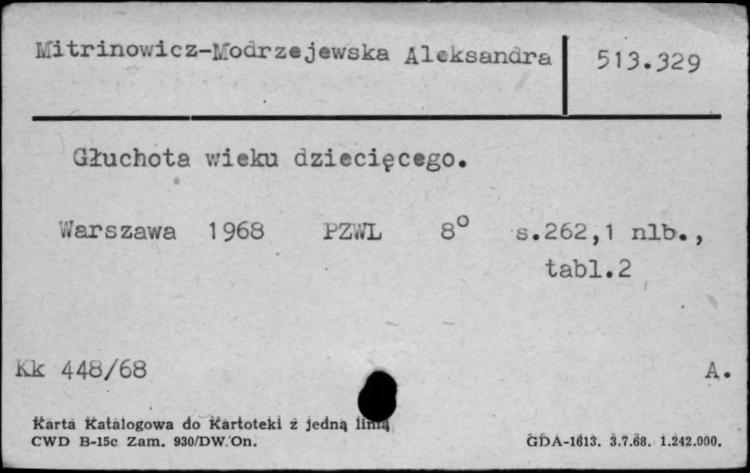 Mitrinowicz-Modrzejewska Aleksandra 513.329
Głuchota wieku dziecięcego.
Warszawa 1968 PZWL 8° s.262,1 nlb.,
tabl.2
Kk 448/68 A.
Karta Katalogowa do Kartoteki z jedną linią
CWD B-15c Zam. 930/DW.On. GDA-1613. 3.7.68. 1.242.000.